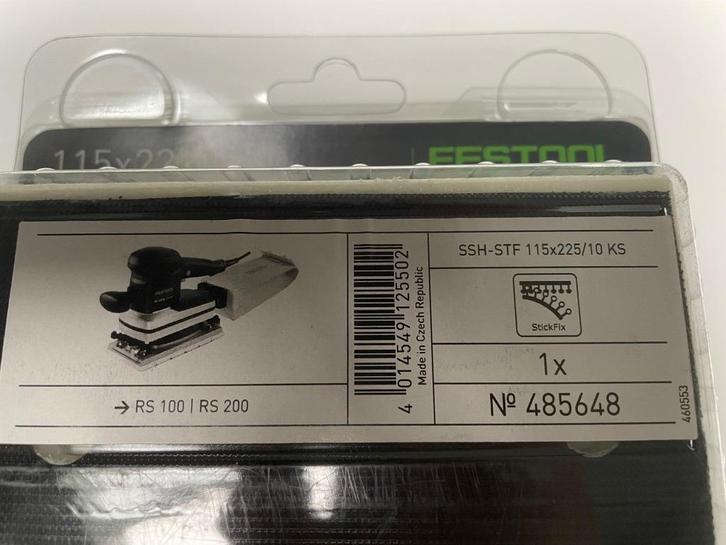 115x22
FESTOOL
SSH-STF 115x225/10 KS
StickFix
1x
Nº 485648
→ RS 100 | RS 200
4 014549 125502
Made in Czech Republic
460553